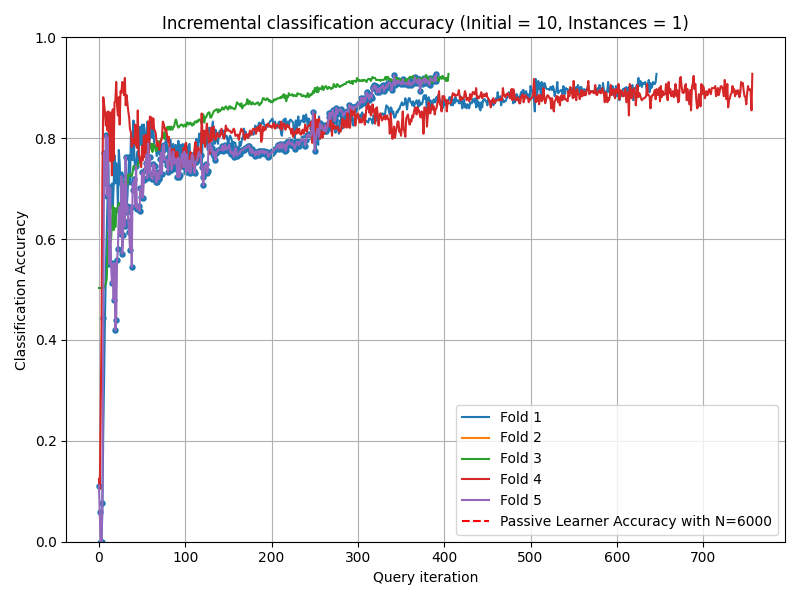 Incremental classification accuracy (Initial = 10, Instances = 1)
1.0
0.8
0.6
0.4
0.2
0.0
Classification Accuracy
0 100 200 300 400 500 600 700
Query iteration
Fold 1
Fold 2
Fold 3
Fold 4
Fold 5
Passive Learner Accuracy with N=6000